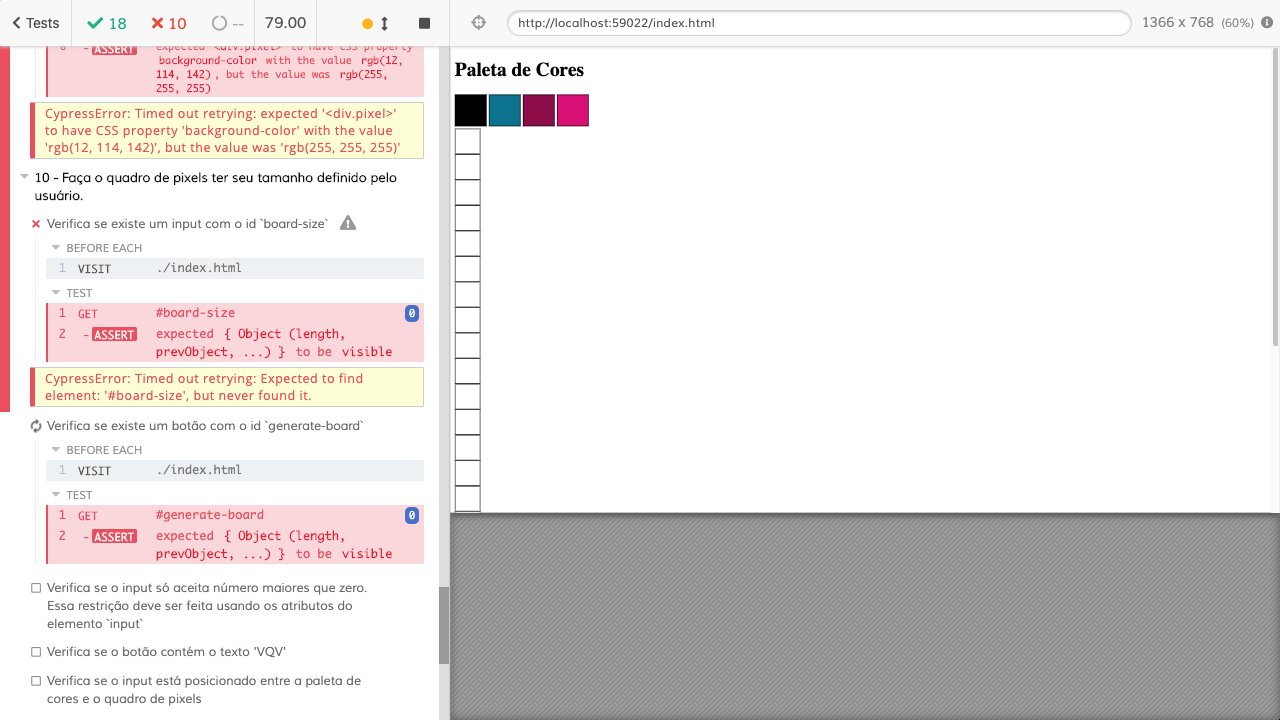 Tests
18
10
--
79.00
http://localhost:59022/index.html
1366 x 768 (60%)
8 -ASSERT expected <div.pixel> to have CSS property
background-color with the value rgb(12,
114, 142), but the value was rgb(255,
255, 255)
CypressError: Timed out retrying: expected '<div.pixel>'
to have CSS property 'background-color' with the value
'rgb(12, 114, 142)', but the value was 'rgb(255, 255, 255)'
10 - Faça o quadro de pixels ter seu tamanho definido pelo
usuário.
Verifica se existe um input com o id `board-size`
BEFORE EACH
1 VISIT ./index.html
TEST
1 GET #board-size 0
2 -ASSERT expected { Object (length,
prevObject, ...) } to be visible
CypressError: Timed out retrying: Expected to find
element: '#board-size', but never found it.
Verifica se existe um botão com o id `generate-board`
BEFORE EACH
1 VISIT ./index.html
TEST
1 GET #generate-board 0
2 -ASSERT expected { Object (length,
prevObject, ...) } to be visible
Verifica se o input só aceita número maiores que zero.
Essa restrição deve ser feita usando os atributos do
elemento `input`
Verifica se o botão contém o texto 'VQV'
Verifica se o input está posicionado entre a paleta de
cores e o quadro de pixels
Paleta de Cores